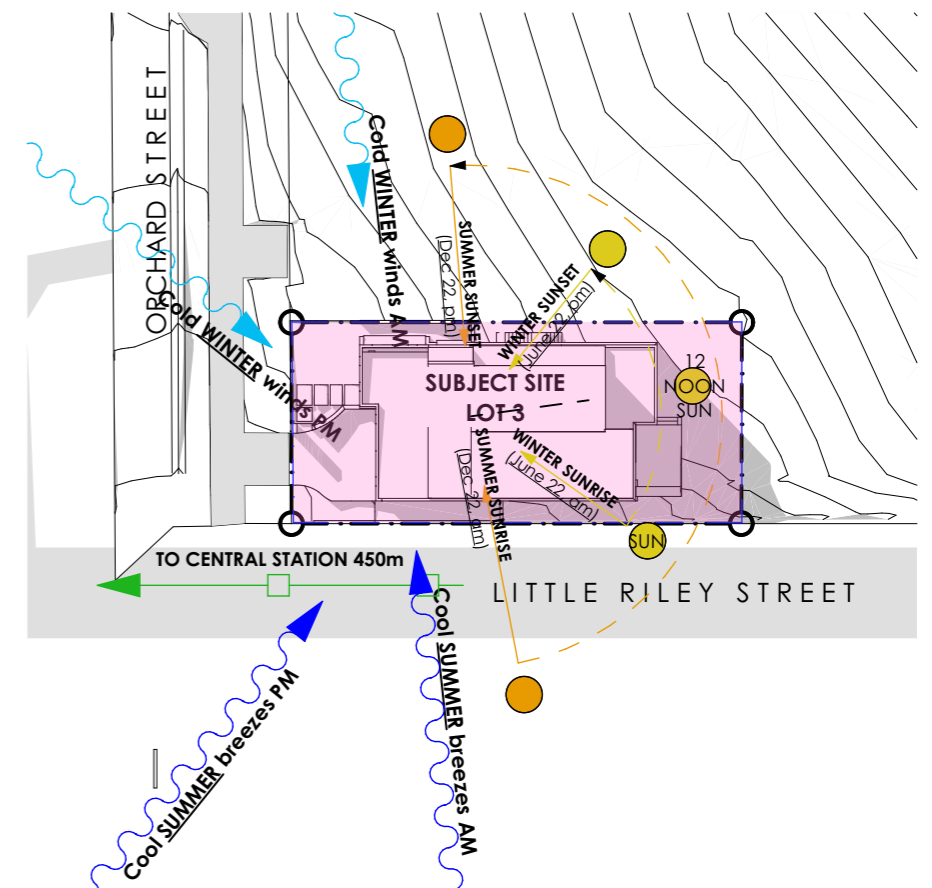 ORCHARD STREET
Cold WINTER winds AM
Cold WINTER winds PM
SUMMER SUNSET
(Dec 22, pm)
WINTER SUNSET
(June 22, pm)
12
NOON
SUN
SUBJECT SITE
LOT 3
SUMMER SUNRISE
(Dec 22, am)
WINTER SUNRISE
(June 22, am)
SUN
TO CENTRAL STATION 450m
LITTLE RILEY STREET
Cool SUMMER breezes PM
Cool SUMMER breezes AM